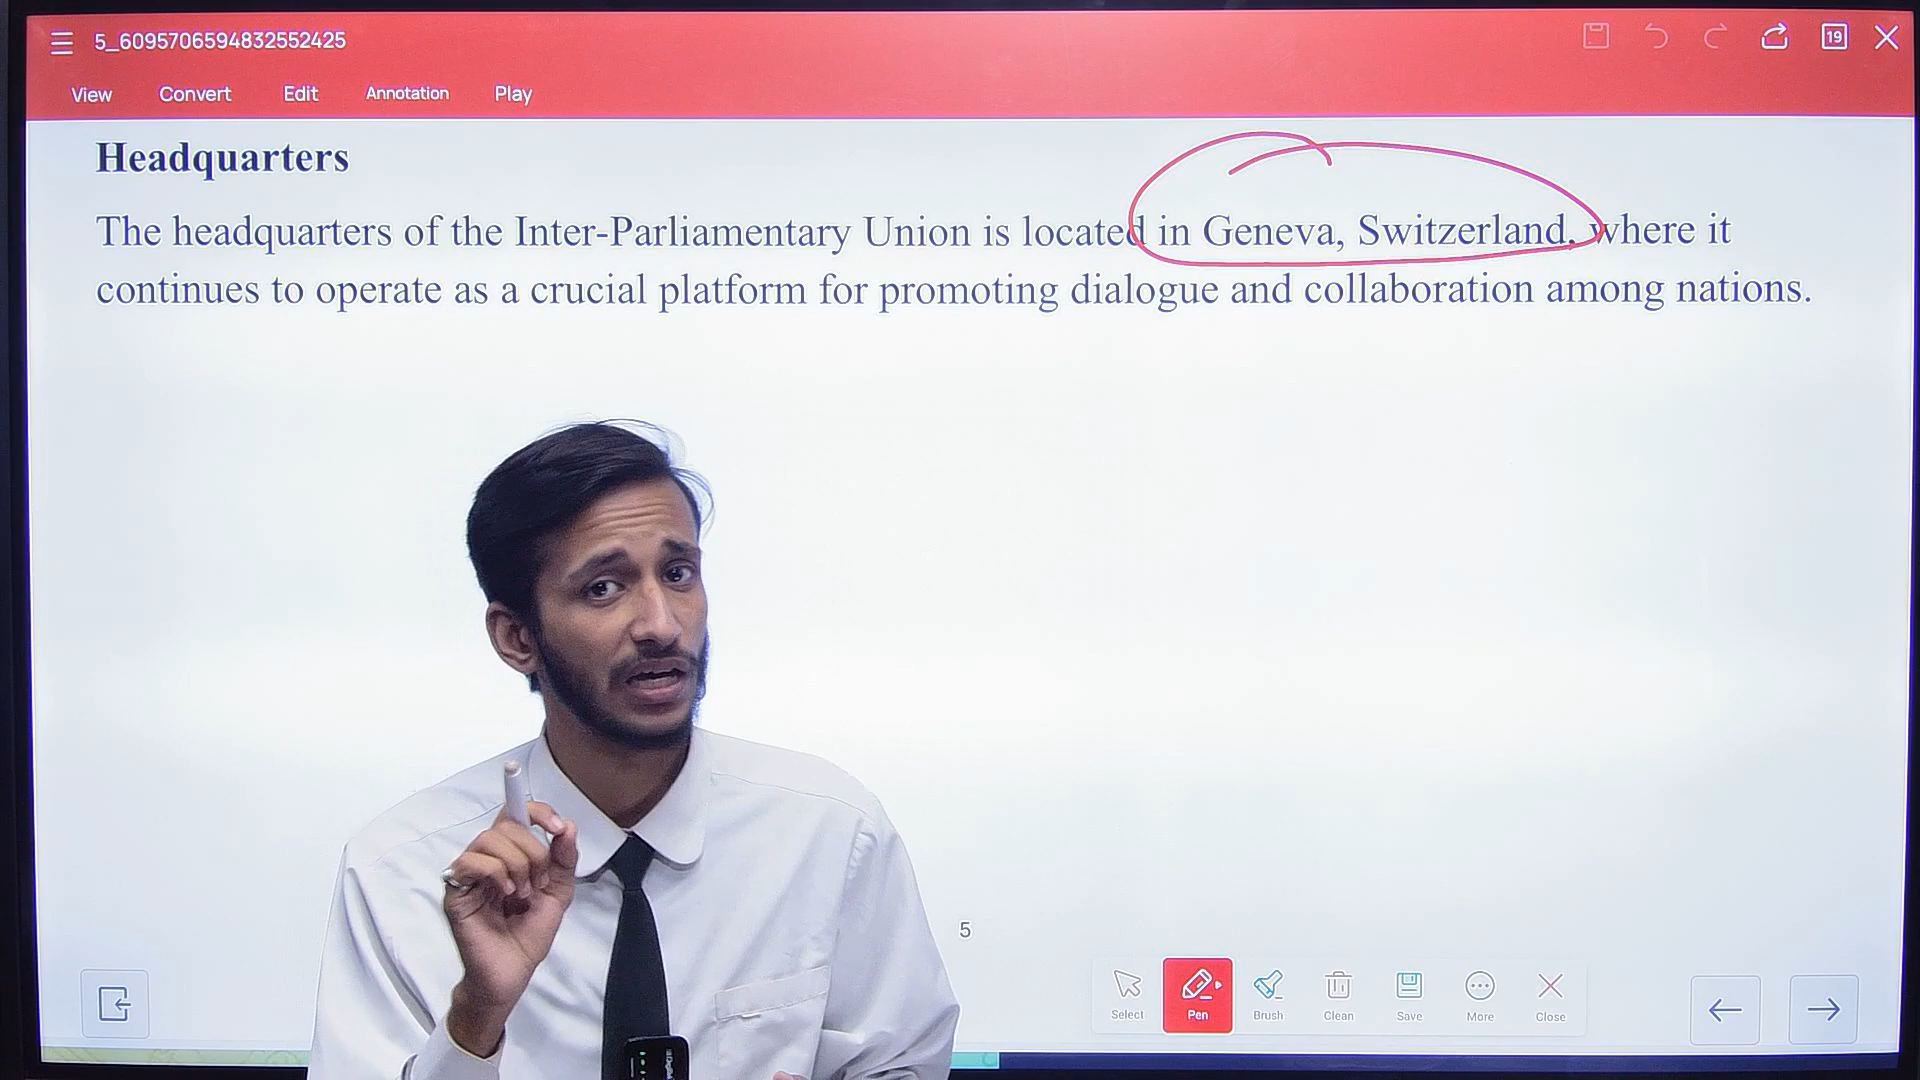 5_6095706594832552425
19
View Convert Edit Annotation Play
Headquarters
The headquarters of the Inter-Parliamentary Union is located in Geneva, Switzerland, where it
continues to operate as a crucial platform for promoting dialogue and collaboration among nations.
5
Select Pen Brush Clean Save More Close